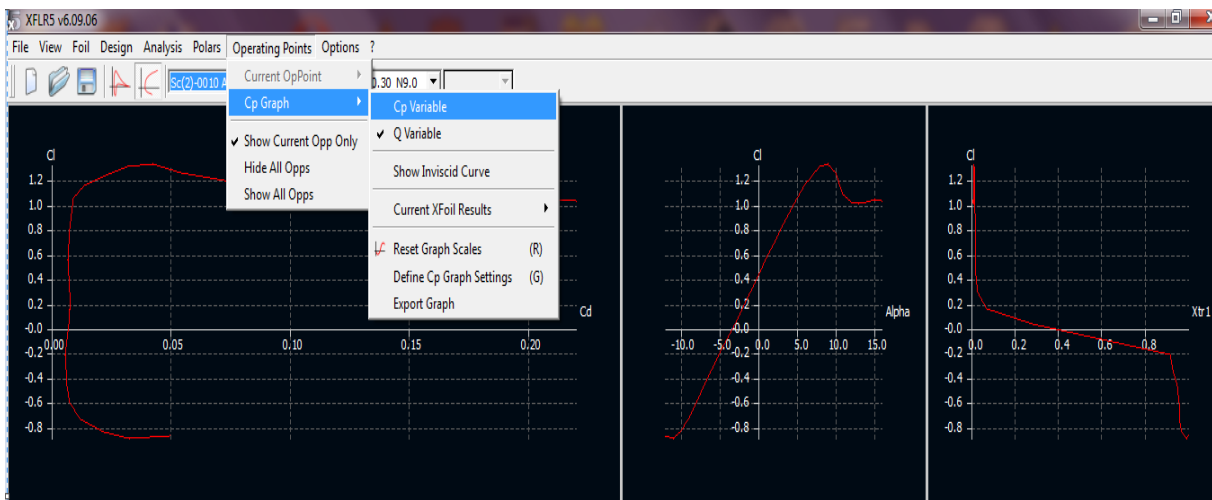 XFLR5 v6.09.06
File View Foil Design Analysis Polars Operating Points Options ?
Sc(2)-0010 0.30 N9.0
Current OpPoint
Cp Graph
Show Current Opp Only
Hide All Opps
Show All Opps
Cp Variable
Q Variable
Show Inviscid Curve
Current XFoil Results
Reset Graph Scales (R)
Define Cp Graph Settings (G)
Export Graph
Cl
1.2
1.0
0.8
0.6
0.4
0.2
-0.0
-0.2
-0.4
-0.6
-0.8
0.00 0.05 0.10 0.15 0.20
Cd
Cl
1.2
1.0
0.8
0.6
0.4
0.2
-0.0
-0.2
-0.4
-0.6
-0.8
-10.0 -5.0 0.0 5.0 10.0 15.0
Alpha
Cl
1.2
1.0
0.8
0.6
0.4
0.2
-0.0
-0.2
-0.4
-0.6
-0.8
0.0 0.2 0.4 0.6 0.8
Xtr1